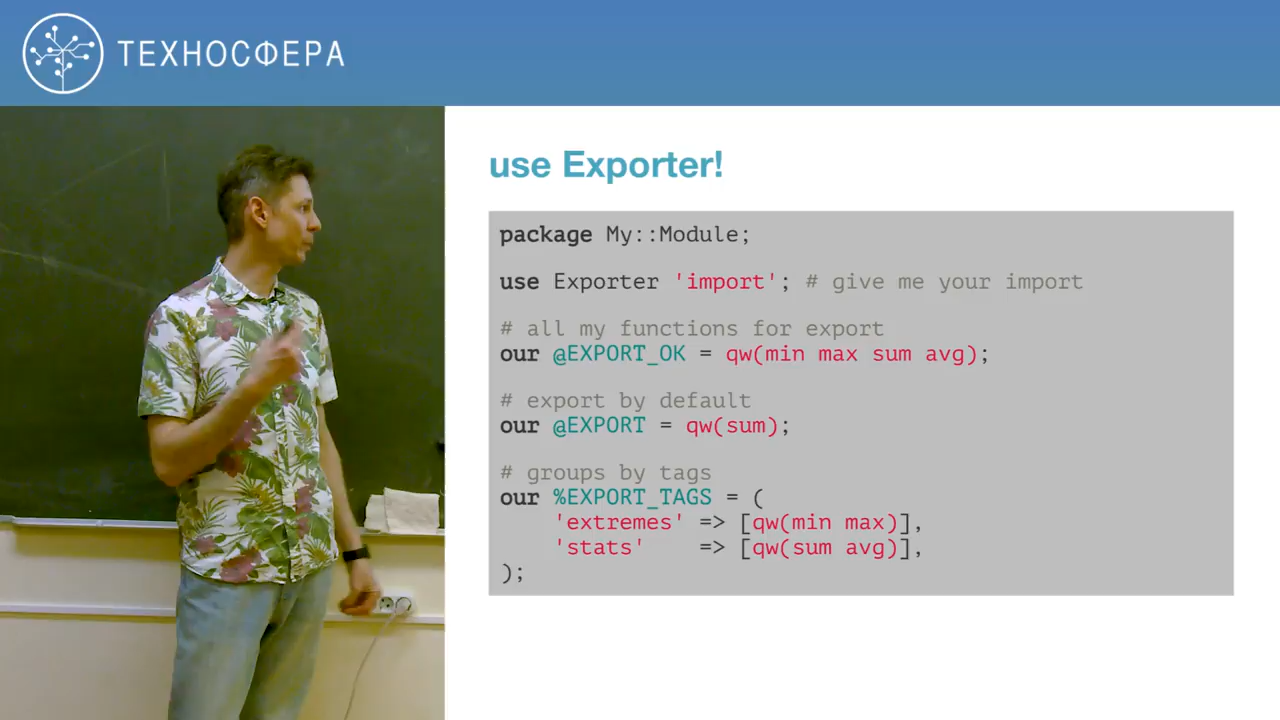 ТЕХНОСФЕРА
use Exporter!
package My::Module;
use Exporter 'import'; # give me your import
# all my functions for export
our @EXPORT_OK = qw(min max sum avg);
# export by default
our @EXPORT = qw(sum);
# groups by tags
our %EXPORT_TAGS = (
    'extremes' => [qw(min max)],
    'stats'    => [qw(sum avg)],
);